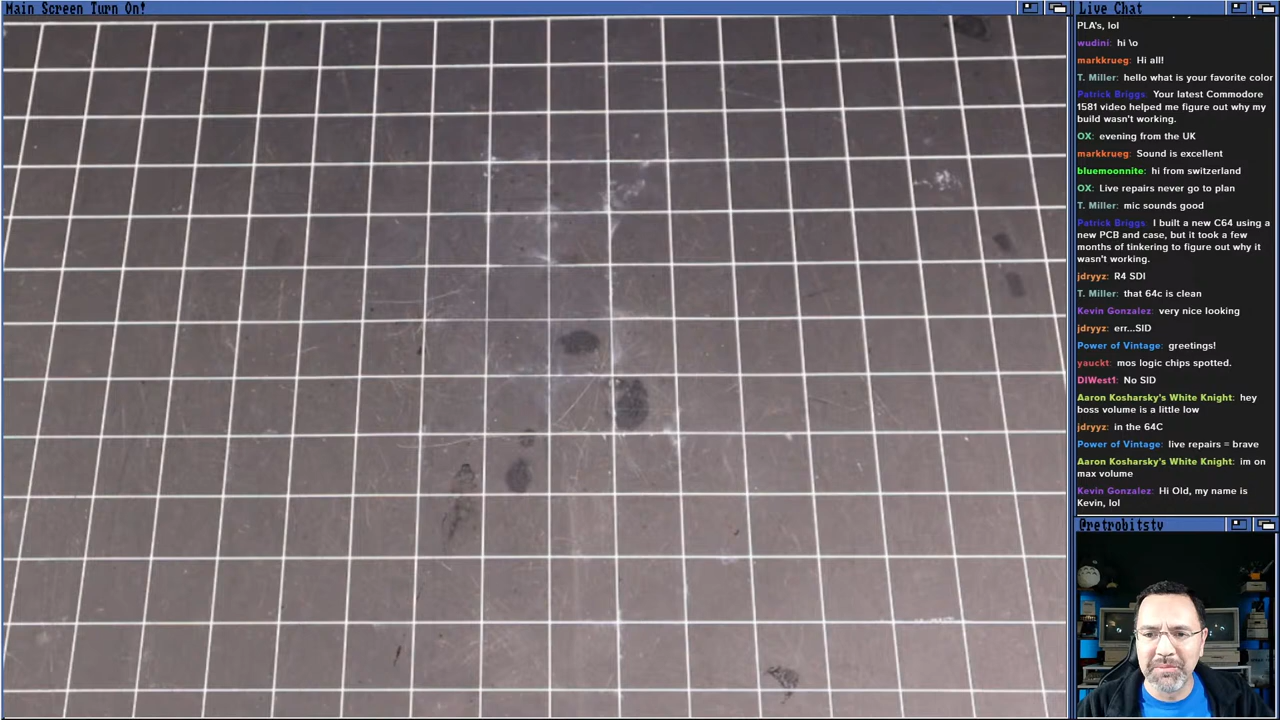 Main Screen Turn On!
Live Chat
PLA's, lol
wudini: hi \o
markkrueg: Hi all!
T. Miller: hello what is your favorite color
Patrick Briggs: Your latest Commodore
1581 video helped me figure out why my
build wasn't working.
OX: evening from the UK
markkrueg: Sound is excellent
bluemoonnite: hi from switzerland
OX: Live repairs never go to plan
T. Miller: mic sounds good
Patrick Briggs: I built a new C64 using a
new PCB and case, but it took a few
months of tinkering to figure out why it
wasn't working.
jdryyz: R4 SDI
T. Miller: that 64c is clean
Kevin Gonzalez: very nice looking
jdryyz: err...SID
Power of Vintage: greetings!
yauckt: mos logic chips spotted.
DIWest1: No SID
Aaron Kosharsky's White Knight: hey
boss volume is a little low
jdryyz: in the 64C
Power of Vintage: live repairs = brave
Aaron Kosharsky's White Knight: im on
max volume
Kevin Gonzalez: Hi Old, my name is
Kevin, lol
@retrobitstv